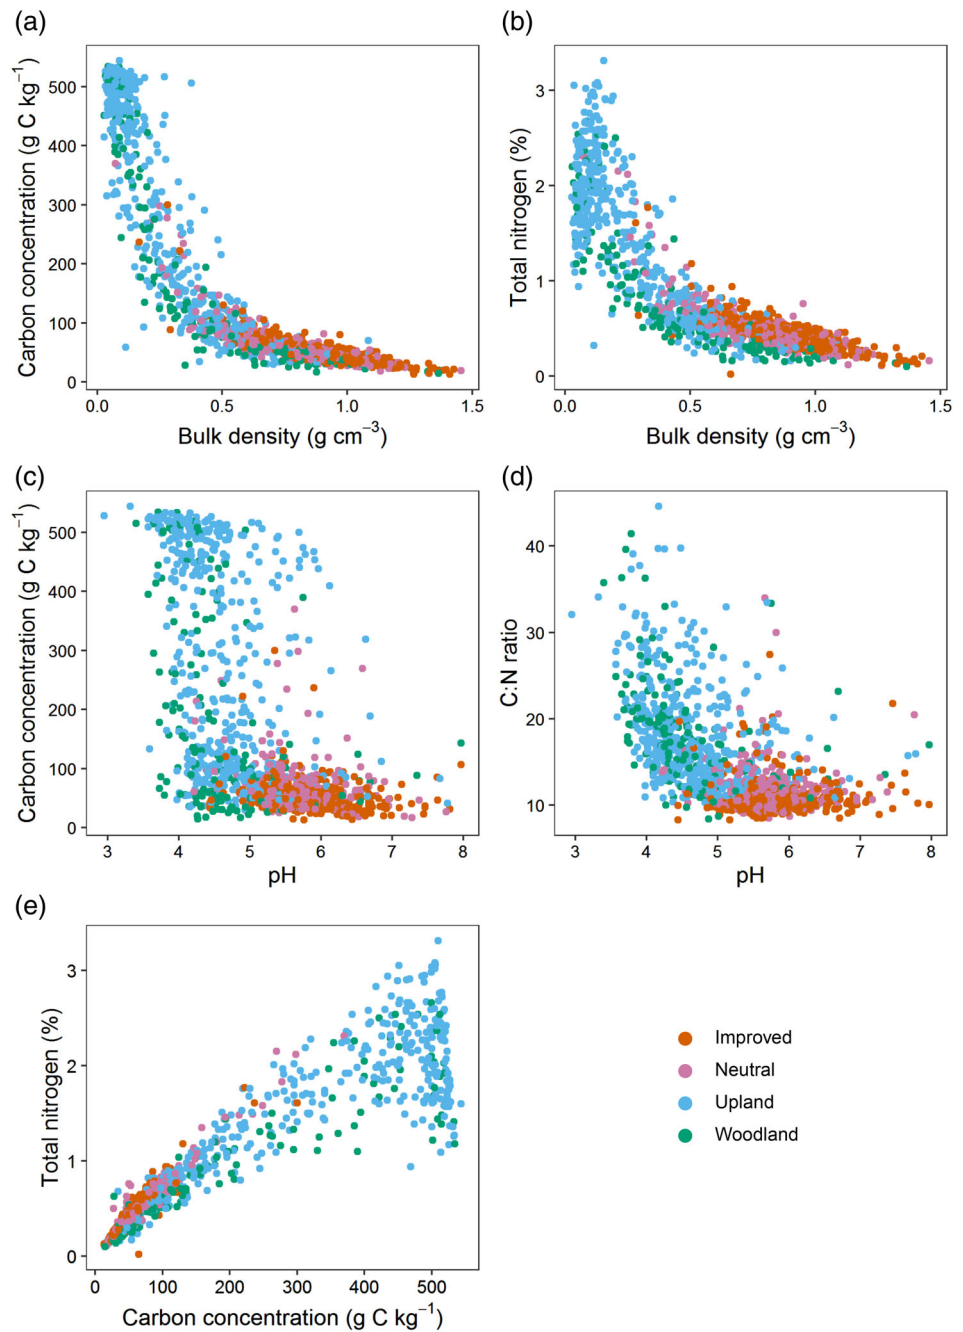 (a)
Carbon concentration (g C kg⁻¹)
500
400
300
200
100
0
0.0 0.5 1.0 1.5
Bulk density (g cm⁻³)
(b)
Total nitrogen (%)
3
2
1
0
0.0 0.5 1.0 1.5
Bulk density (g cm⁻³)
(c)
Carbon concentration (g C kg⁻¹)
500
400
300
200
100
0
3 4 5 6 7 8
pH
(d)
C:N ratio
40
30
20
10
3 4 5 6 7 8
pH
(e)
Total nitrogen (%)
3
2
1
0
0 100 200 300 400 500
Carbon concentration (g C kg⁻¹)
Improved
Neutral
Upland
Woodland